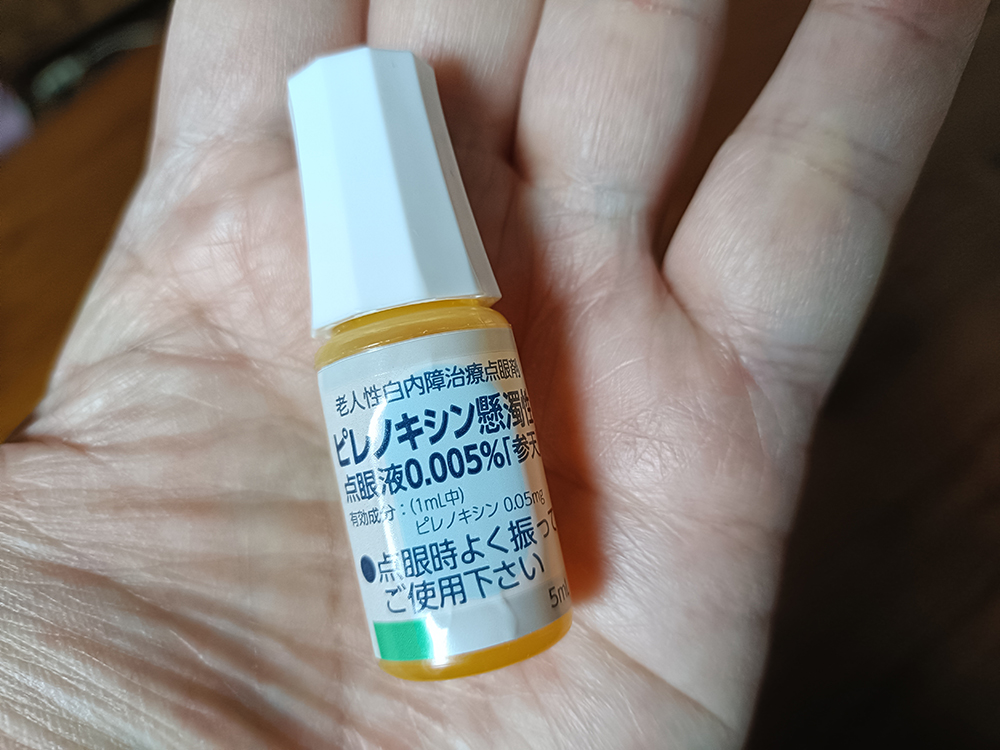 老人性白内障治療点眼剤
ピレノキシン懸濁性
点眼液0.005%「参天
有効成分：(1mL中)
ピレノキシン 0.05mg
●点眼時よく振って
ご使用下さい
5mL